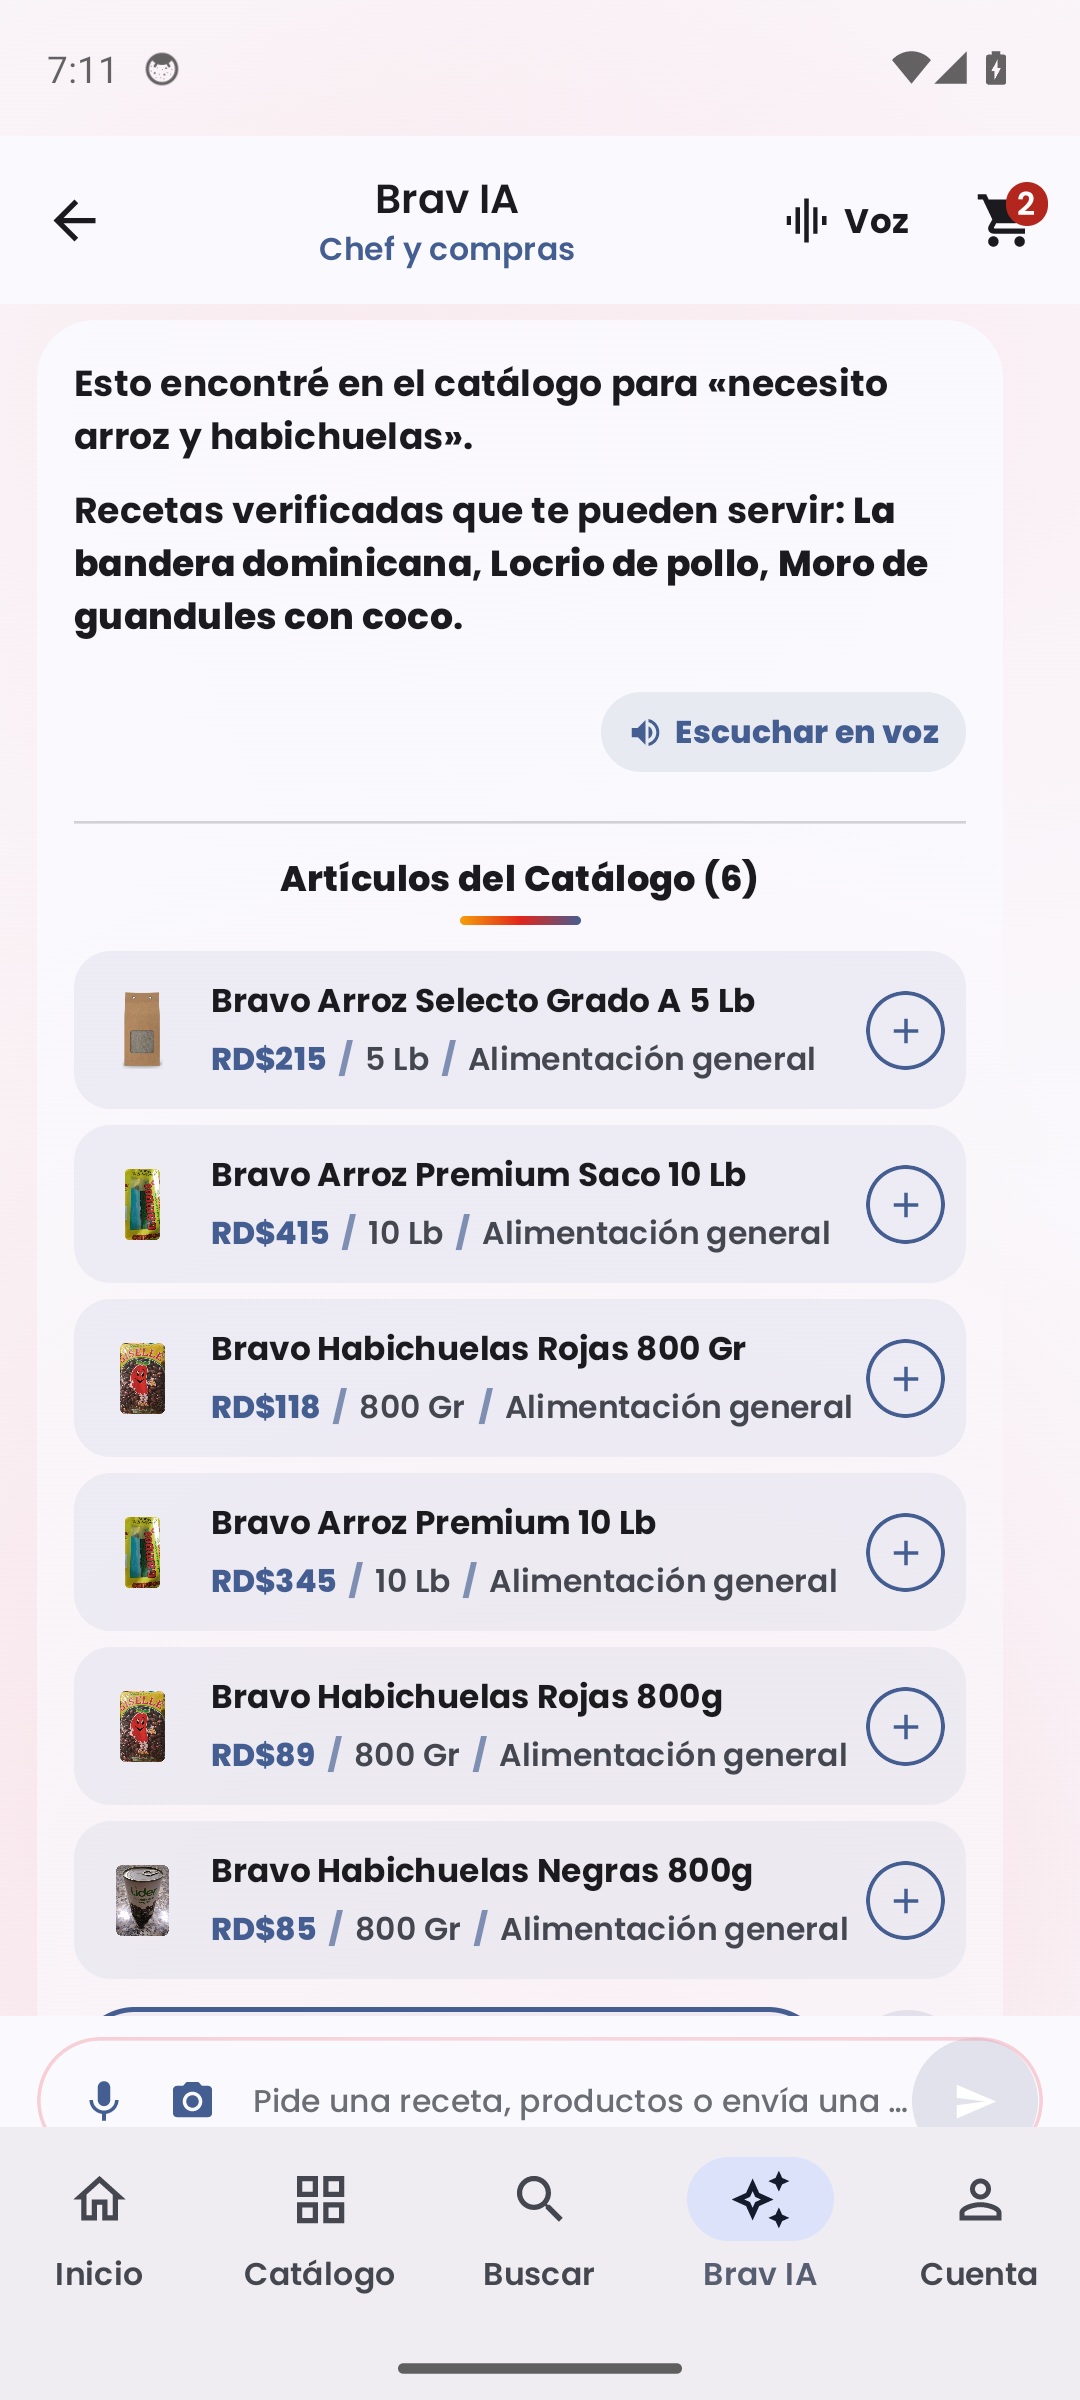 7:11
Brav IA
Chef y compras
Voz
2
Esto encontré en el catálogo para «necesito
arroz y habichuelas».
Recetas verificadas que te pueden servir: La
bandera dominicana, Locrio de pollo, Moro de
guandules con coco.
Escuchar en voz
Artículos del Catálogo (6)
Bravo Arroz Selecto Grado A 5 Lb
RD$215 / 5 Lb / Alimentación general
Bravo Arroz Premium Saco 10 Lb
RD$415 / 10 Lb / Alimentación general
Bravo Habichuelas Rojas 800 Gr
RD$118 / 800 Gr / Alimentación general
Bravo Arroz Premium 10 Lb
RD$345 / 10 Lb / Alimentación general
Bravo Habichuelas Rojas 800g
RD$89 / 800 Gr / Alimentación general
Bravo Habichuelas Negras 800g
RD$85 / 800 Gr / Alimentación general
Pide una receta, productos o envía una ...
Inicio
Catálogo
Buscar
Brav IA
Cuenta